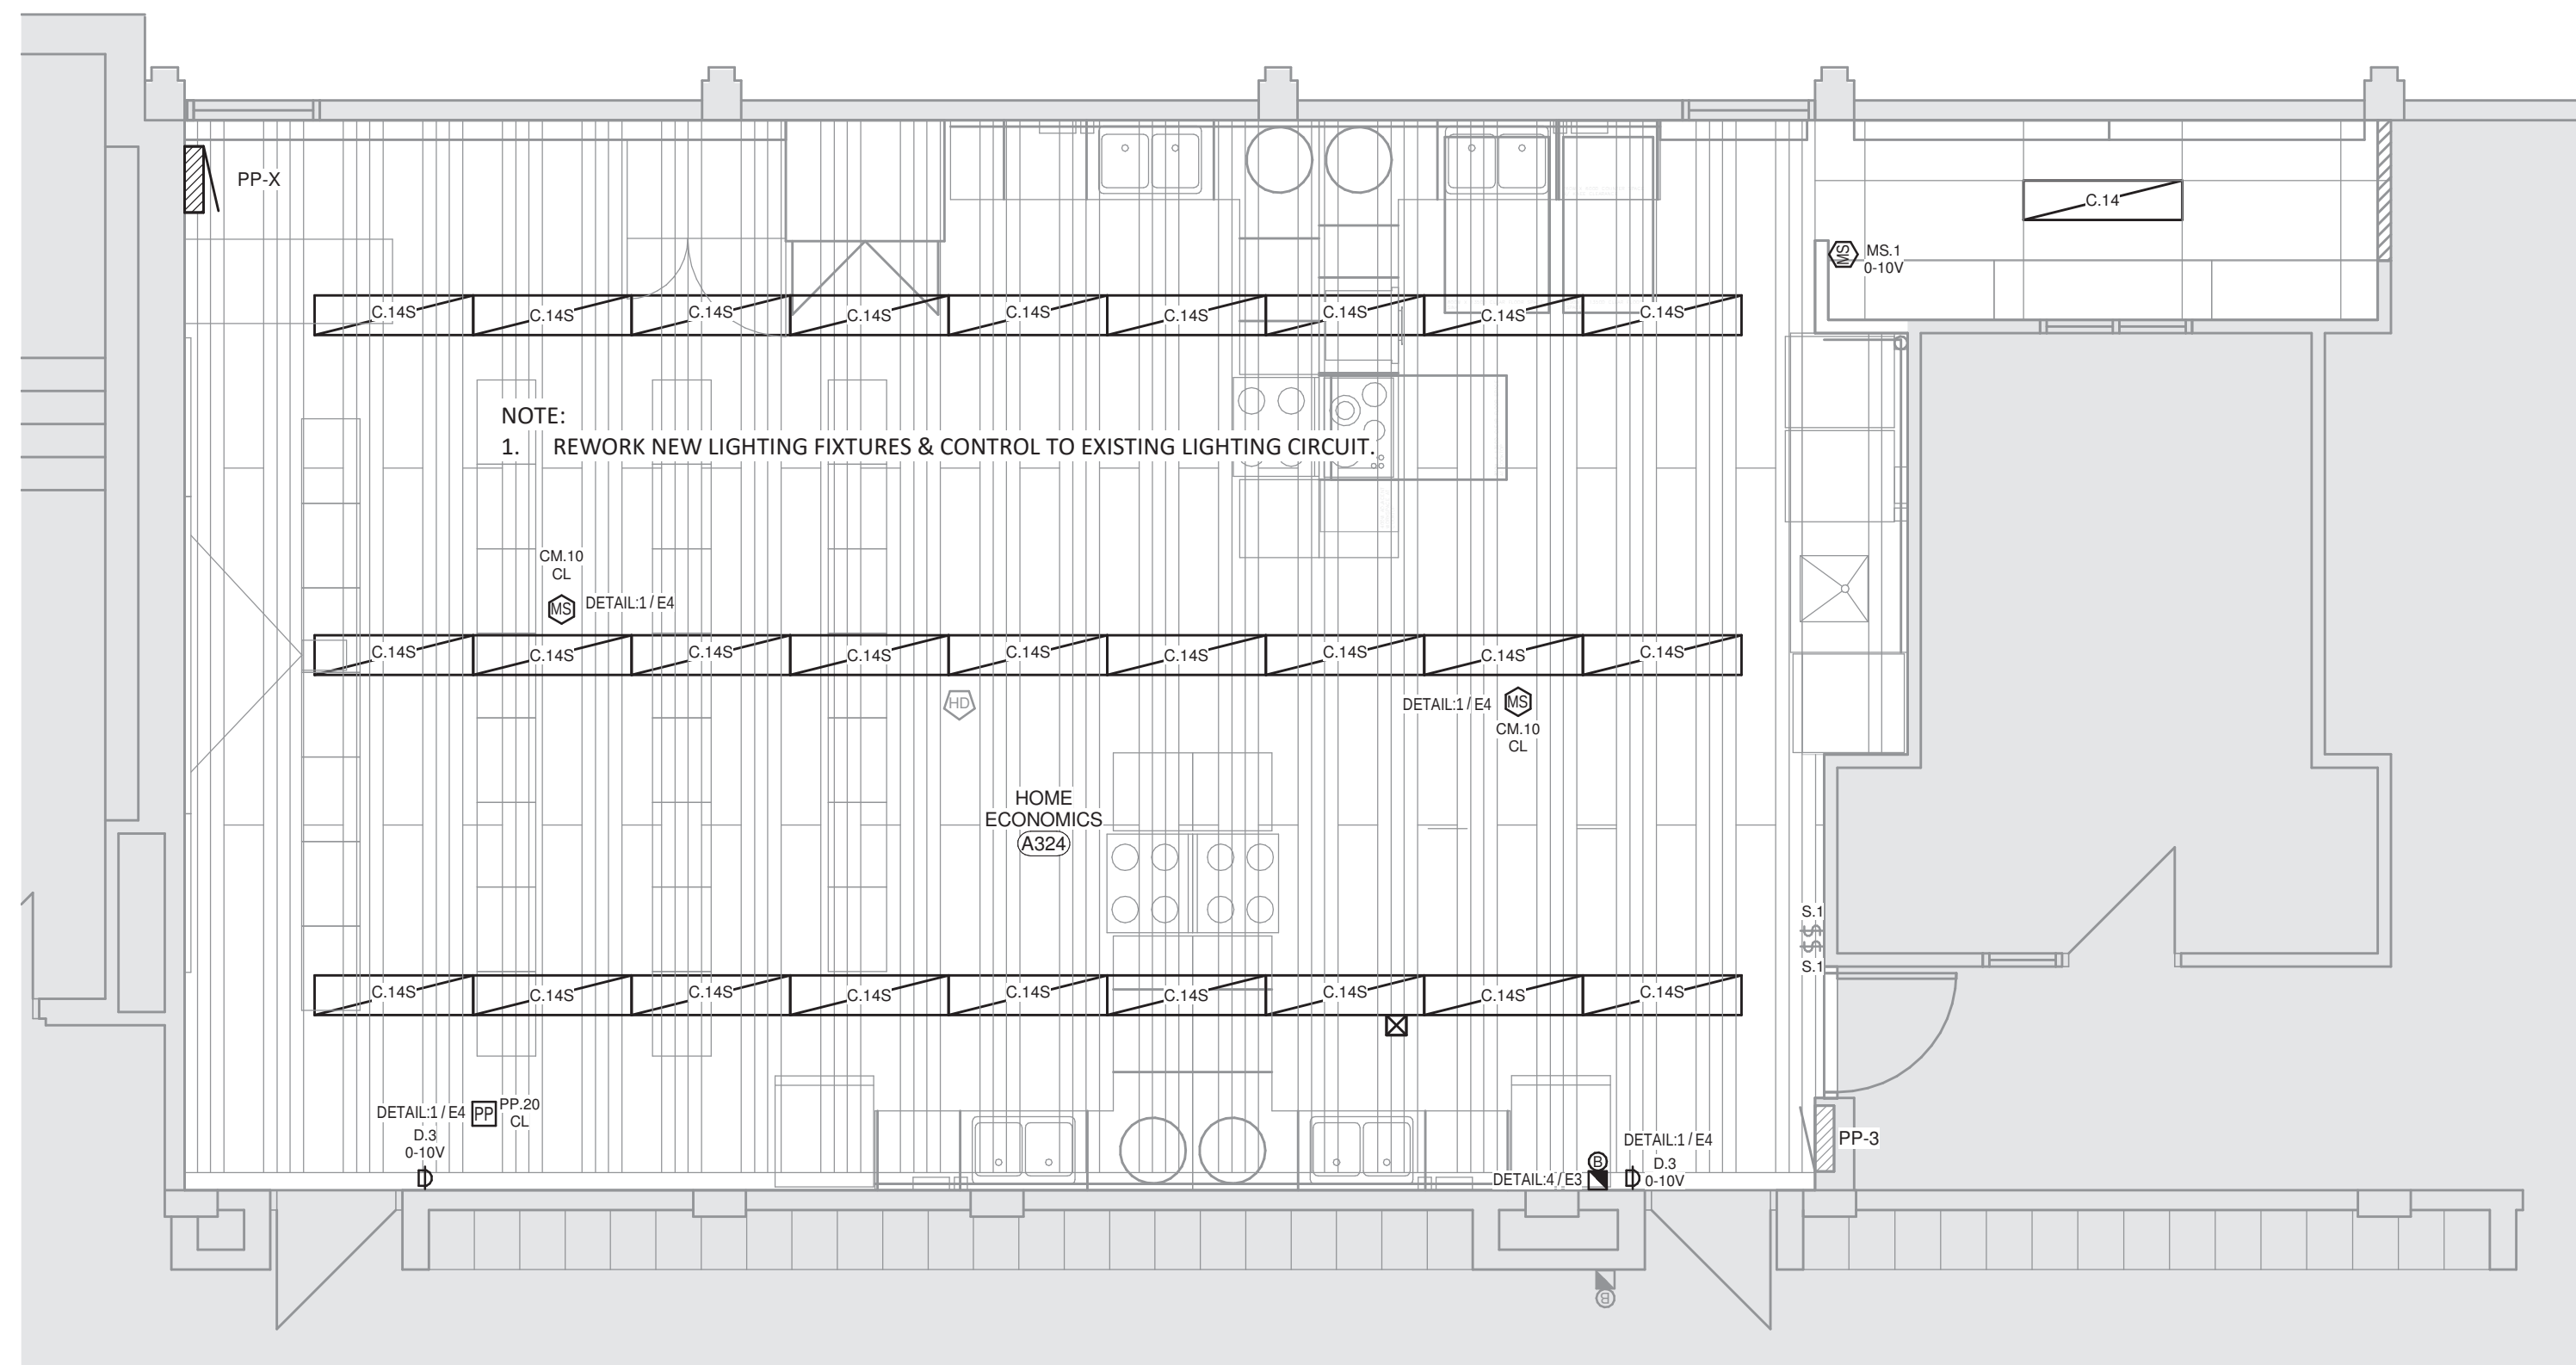 PP-X
C.14
MS
MS.1
0-10V
C.14S C.14S C.14S C.14S C.14S C.14S C.14S C.14S C.14S
NOTE:
1. REWORK NEW LIGHTING FIXTURES & CONTROL TO EXISTING LIGHTING CIRCUIT.
CM.10
CL
MS DETAIL:1 / E4
C.14S C.14S C.14S C.14S C.14S C.14S C.14S C.14S C.14S
HD
DETAIL:1 / E4 MS
CM.10
CL
HOME
ECONOMICS
A324
S.1
$$
S.1
C.14S C.14S C.14S C.14S C.14S C.14S C.14S C.14S C.14S
DETAIL:1 / E4 PP PP.20
CL
D.3
0-10V
D
DETAIL:1 / E4
D.3
0-10V
D
B
DETAIL:4 / E3
PP-3
B